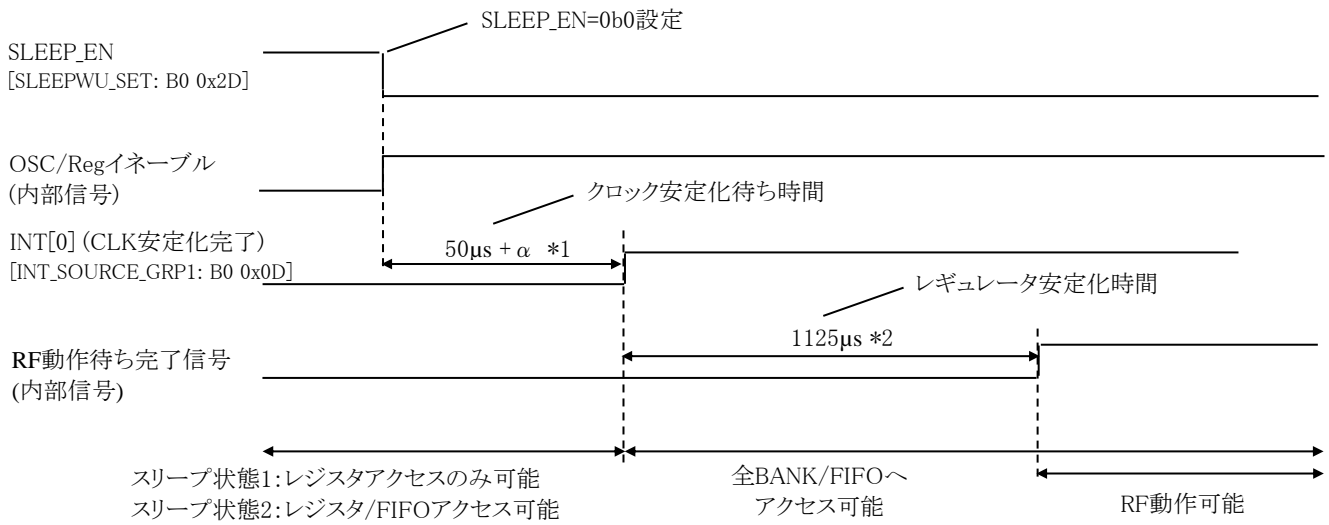 SLEEP_EN=0b0設定
SLEEP_EN
[SLEEPWU_SET: B0 0x2D]
OSC/Regイネーブル
(内部信号)
クロック安定化待ち時間
INT[0] (CLK安定化完了)
[INT_SOURCE_GRP1: B0 0x0D]
50μs + α *1
レギュレータ安定化時間
1125μs *2
RF動作待ち完了信号
(内部信号)
スリープ状態1:レジスタアクセスのみ可能
スリープ状態2:レジスタ/FIFOアクセス可能
全BANK/FIFOへ
アクセス可能
RF動作可能